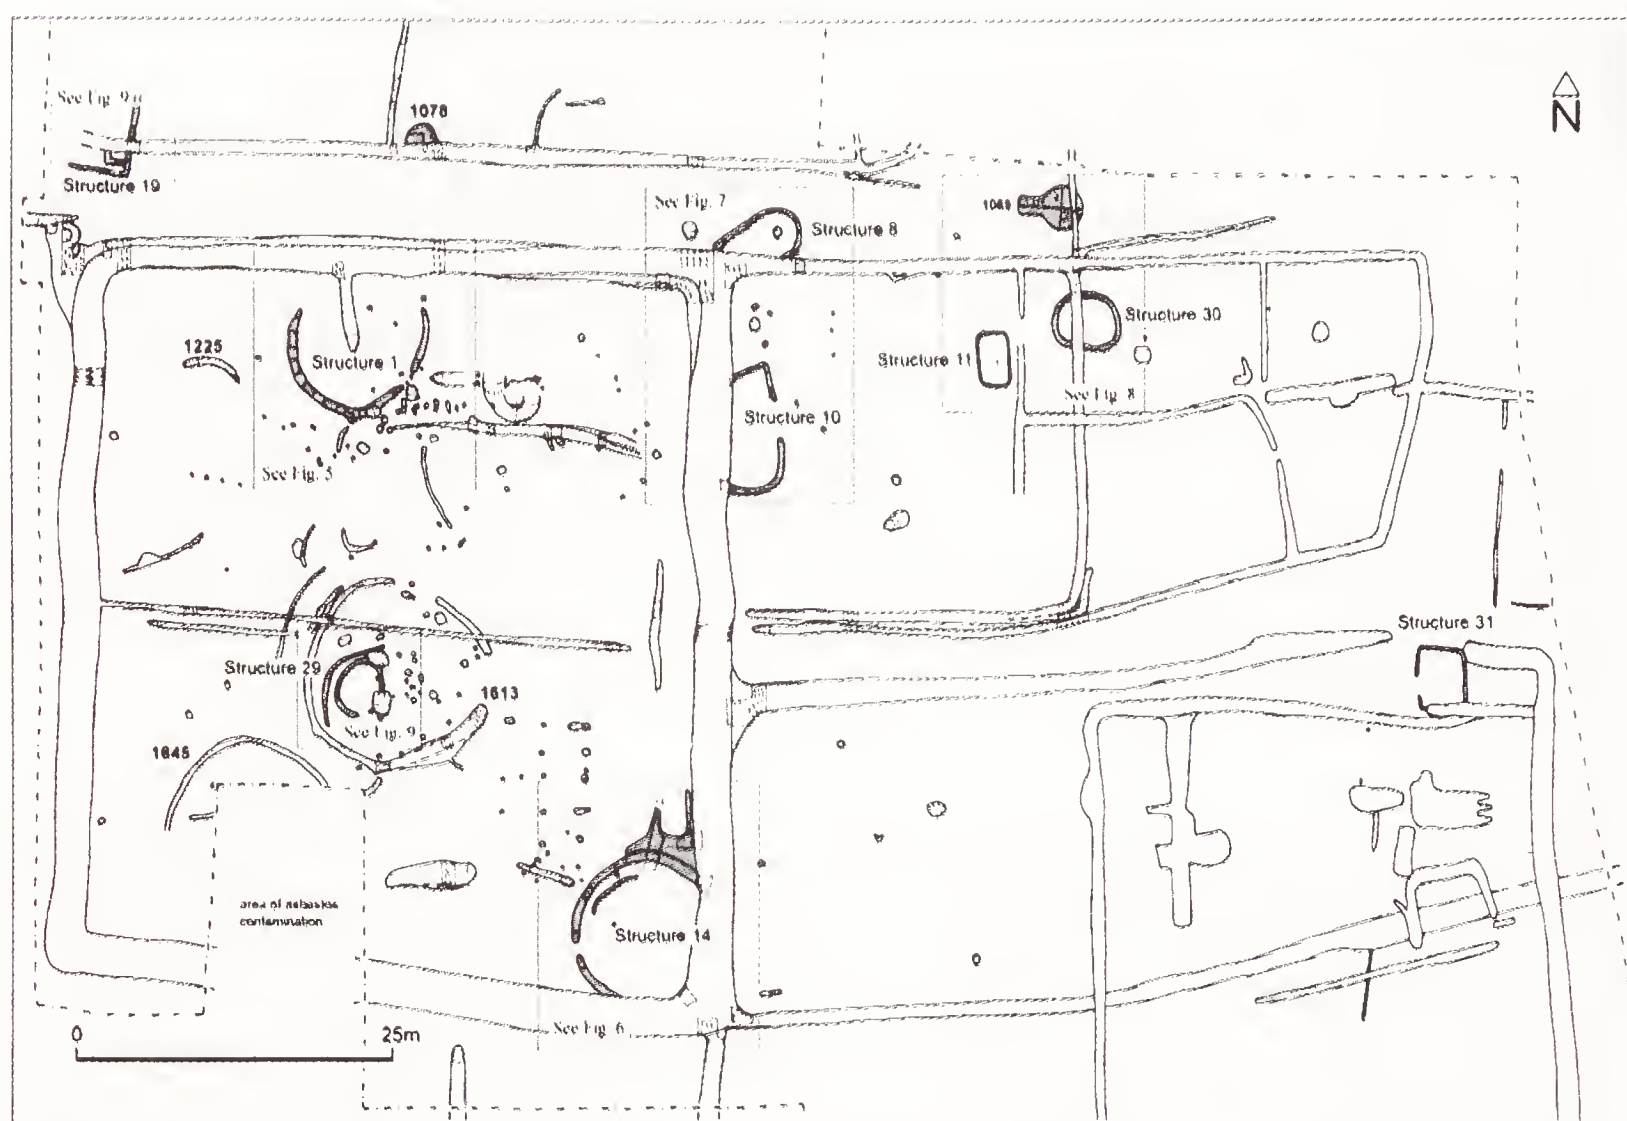 See Fig. 9a
1078
N
Structure 19
See Fig. 7
1069
Structure 8
Structure 30
1225
Structure 1
Structure 11
See Fig. 8
Structure 10
See Fig. 5
Structure 31
Structure 29
1613
See Fig. 9
1645
area of asbestos
contamination
Structure 14
See Fig. 6
0
25m